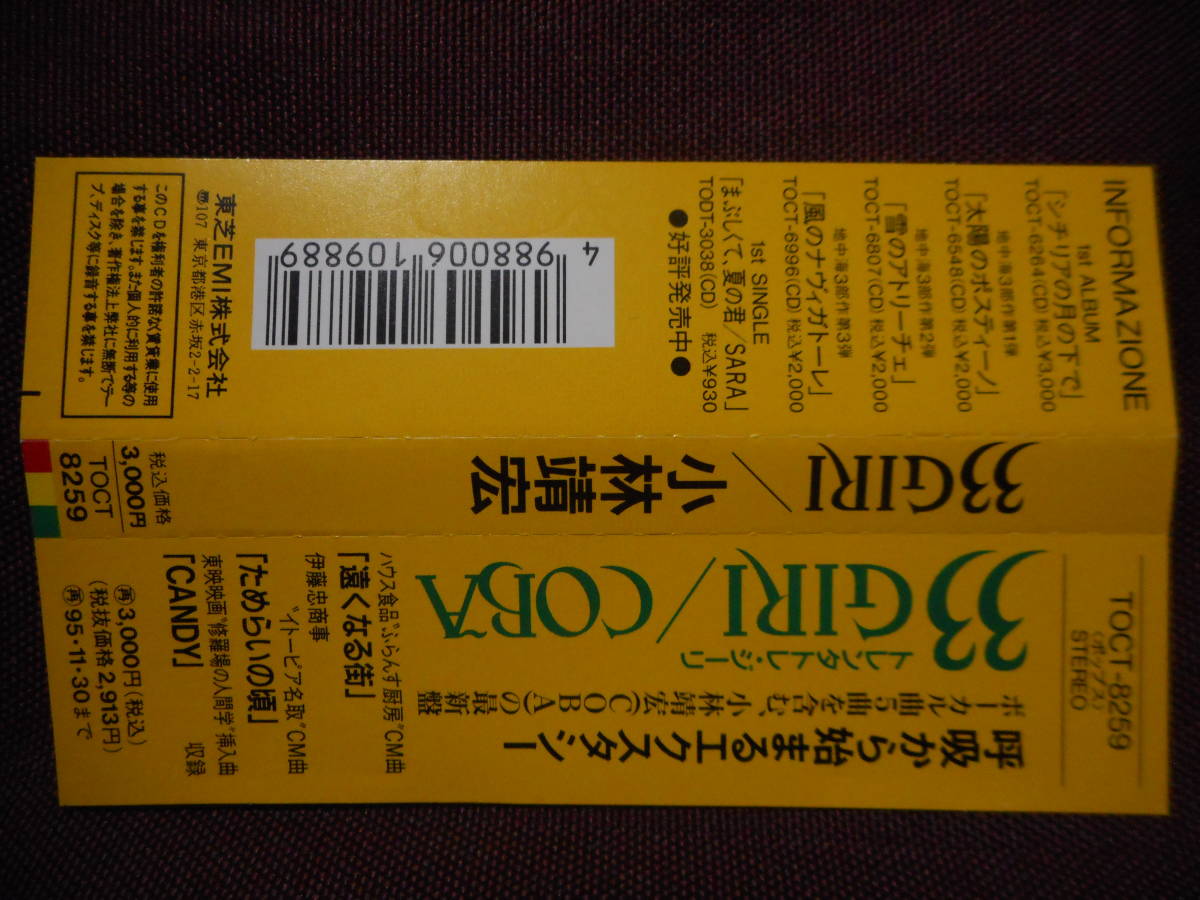 TOCT-8259
〈ポップス〉
STEREO
33
GIRI/COBA
トレンタトレ・ジーリ
呼吸から始まるエクスタシー
ボーカル曲5曲を含む、小林靖宏(COBA)の最新盤
ハウス食品“ふらんす厨房”CM曲
「遠くなる街」
伊藤忠商事
“イトーピア名取”CM曲
「ためらいの頃」
東映映画“修羅場の人間学”挿入曲
「CANDY」
収録
㊢3,000円(税込)
(税抜価格2,913円)
㊢95・11・30まで
33GIRI/小林靖宏
税込価格
3,000円
TOCT
8259
INFORMAZIONE
1st ALBUM
「シチリアの月の下で」
TOCT-6261(CD)税込¥3,000
地中海3部作第1弾
「太陽のポスティーノ」
TOCT-6548(CD)税込¥2,000
地中海3部作第2弾
「雪のアトリーチェ」
TOCT-6807(CD)税込¥2,000
地中海3部作第3弾
「風のナヴィガトーレ」
TOCT-6996(CD)税込¥2,000
1st SINGLE
「まぶしくて、夏の君/SARA」
TODT-3038(CD) 税込¥930
●好評発売中●
4 988006 109889
東芝EMI株式会社
〠107 東京都港区赤坂2-2-17
このCDを権利者の許諾なく賃貸業に使用
する事を禁じます。また個人的に利用する等の
場合を除き、著作権法上弊社に無断でテー
プ、ディスク等に録音する事を禁じます。